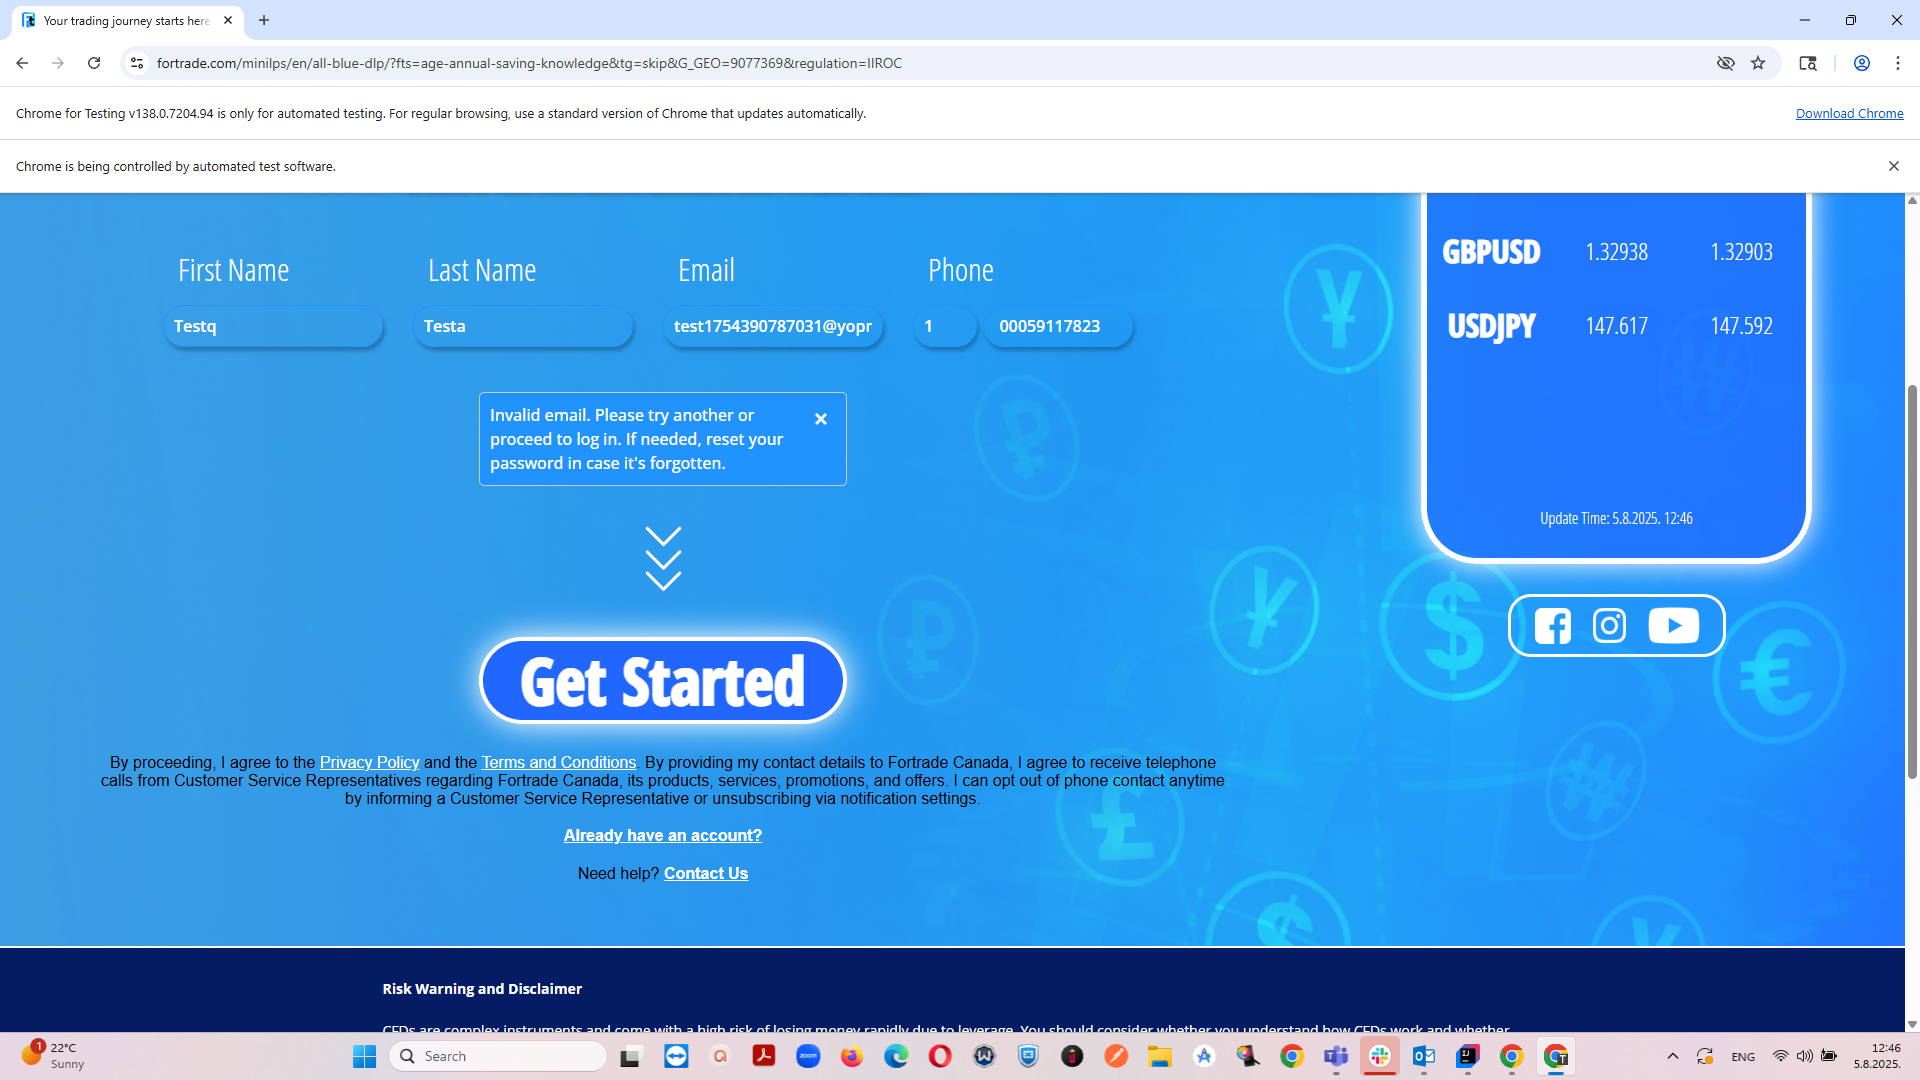 Your trading journey starts here
fortrade.com/minilps/en/all-blue-dlp/?fts=age-annual-saving-knowledge&tg=skip&G_GEO=9077369&regulation=IIROC
Chrome for Testing v138.0.7204.94 is only for automated testing. For regular browsing, use a standard version of Chrome that updates automatically.
Download Chrome
Chrome is being controlled by automated test software.
First Name
Last Name
Email
Phone
Testq
Testa
test1754390787031@yopr
1
00059117823
Invalid email. Please try another or
proceed to log in. If needed, reset your
password in case it's forgotten.
Get Started
By proceeding, I agree to the Privacy Policy and the Terms and Conditions. By providing my contact details to Fortrade Canada, I agree to receive telephone
calls from Customer Service Representatives regarding Fortrade Canada, its products, services, promotions, and offers. I can opt out of phone contact anytime
by informing a Customer Service Representative or unsubscribing via notification settings.
Already have an account?
Need help? Contact Us
GBPUSD 1.32938 1.32903
USDJPY 147.617 147.592
Update Time: 5.8.2025. 12:46
Risk Warning and Disclaimer
CFDs are complex instruments and come with a high risk of losing money rapidly due to leverage. You should consider whether you understand how CFDs work and whether
1
22°C
Sunny
Search
zoom
ENG
12:46
5.8.2025.